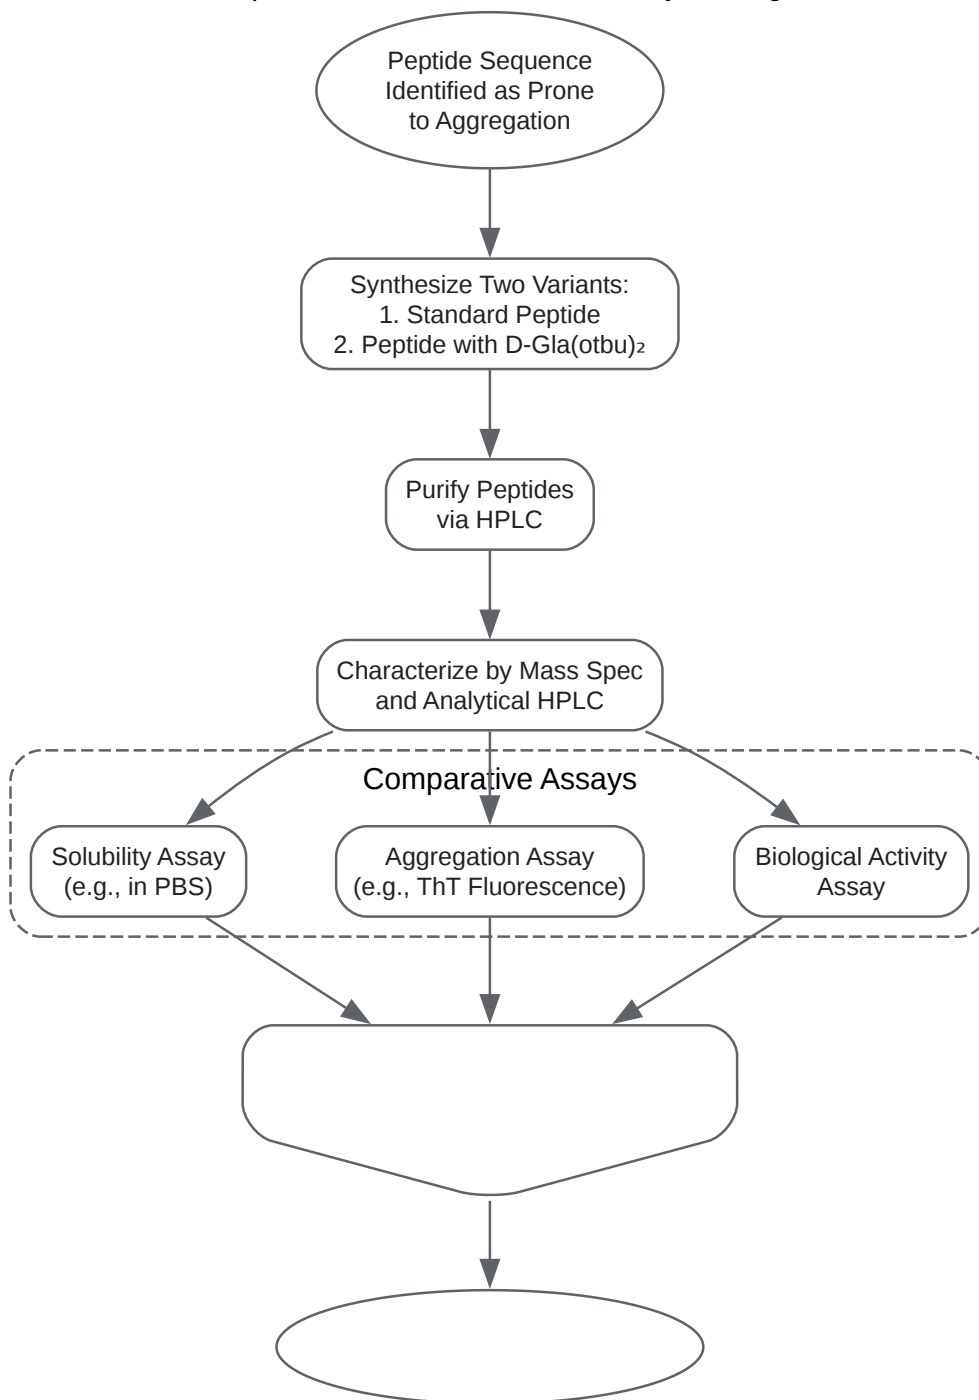 Peptide Sequence
Identified as Prone
to Aggregation
Synthesize Two Variants:
1. Standard Peptide
2. Peptide with D-Gla(otbu)₂
Purify Peptides
via HPLC
Characterize by Mass Spec
and Analytical HPLC
Comparative Assays
Solubility Assay
(e.g., in PBS)
Aggregation Assay
(e.g., ThT Fluorescence)
Biological Activity
Assay